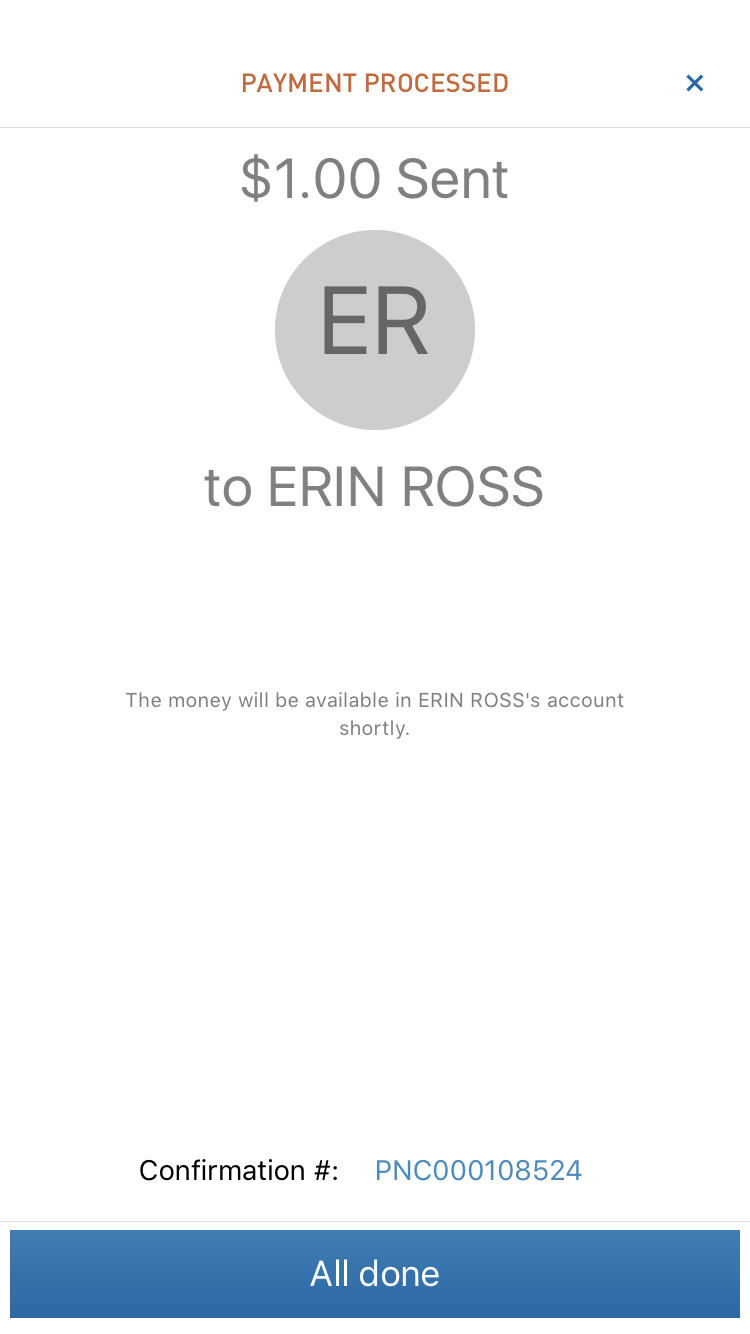 PAYMENT PROCESSED ×
$1.00 Sent
ER
to ERIN ROSS
The money will be available in ERIN ROSS's account
shortly.
Confirmation #: PNC000108524
All done